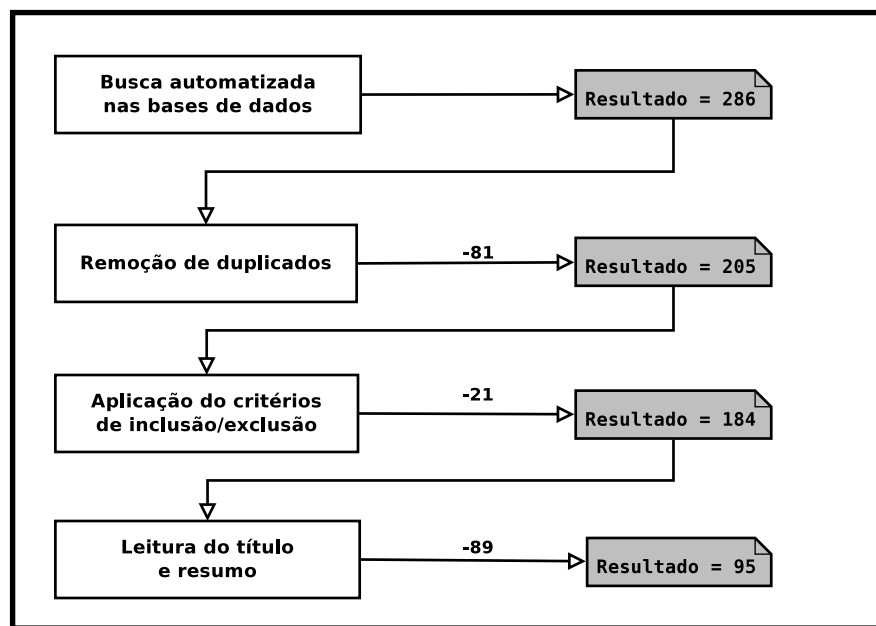 Busca automatizada
nas bases de dados
Resultado = 286
Remoção de duplicados
-81
Resultado = 205
Aplicação do critérios
de inclusão/exclusão
-21
Resultado = 184
Leitura do título
e resumo
-89
Resultado = 95